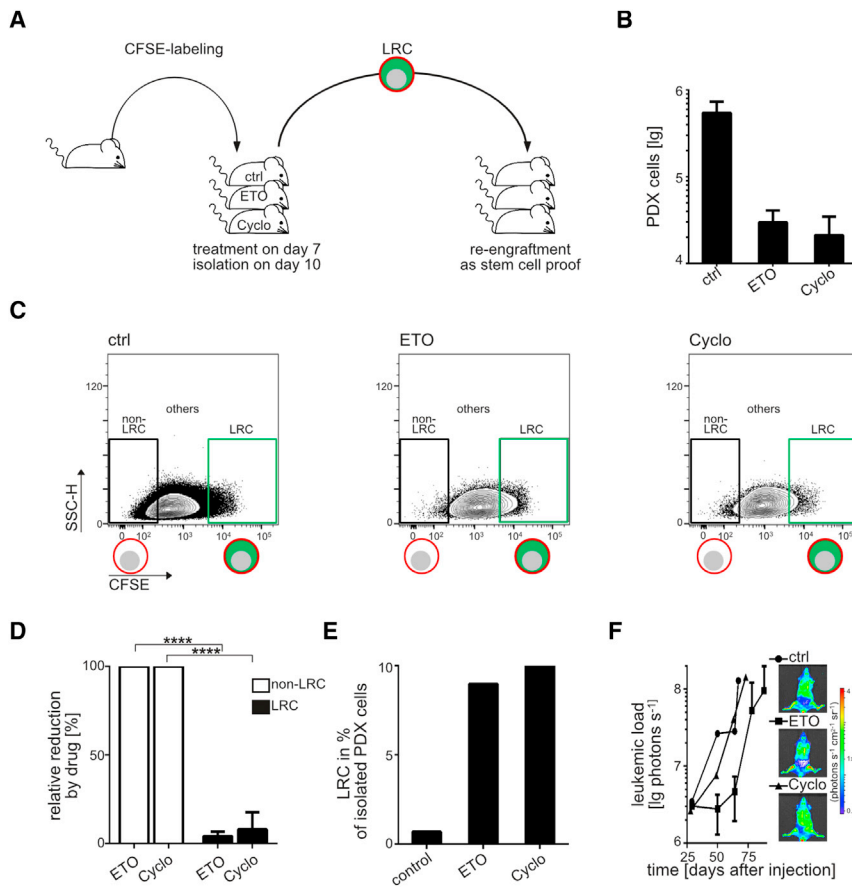 A
CFSE-labeling
LRC
ctrl
ETO
Cyclo
treatment on day 7
isolation on day 10
re-engraftment
as stem cell proof
B
PDX cells [lg]
6
5
4
ctrl
ETO
Cyclo
C
ctrl
ETO
Cyclo
120
others
non-
LRC
LRC
0
0
10²
10³
10⁴
10⁵
120
others
non-
LRC
LRC
0
0
10²
10³
10⁴
10⁵
120
others
non-
LRC
LRC
0
0
10²
10³
10⁴
10⁵
SSC-H
CFSE
D
****
****
relative reduction
by drug [%]
100
50
0
non-LRC
LRC
ETO
Cyclo
ETO
Cyclo
E
LRC in %
of isolated PDX cells
10
5
0
control
ETO
Cyclo
F
leukemic load
[lg photons s⁻¹]
8
7
6
25
50
75
time [days after injection]
ctrl
ETO
Cyclo
4
(photons s⁻¹ cm²⁻¹ sr⁻¹)